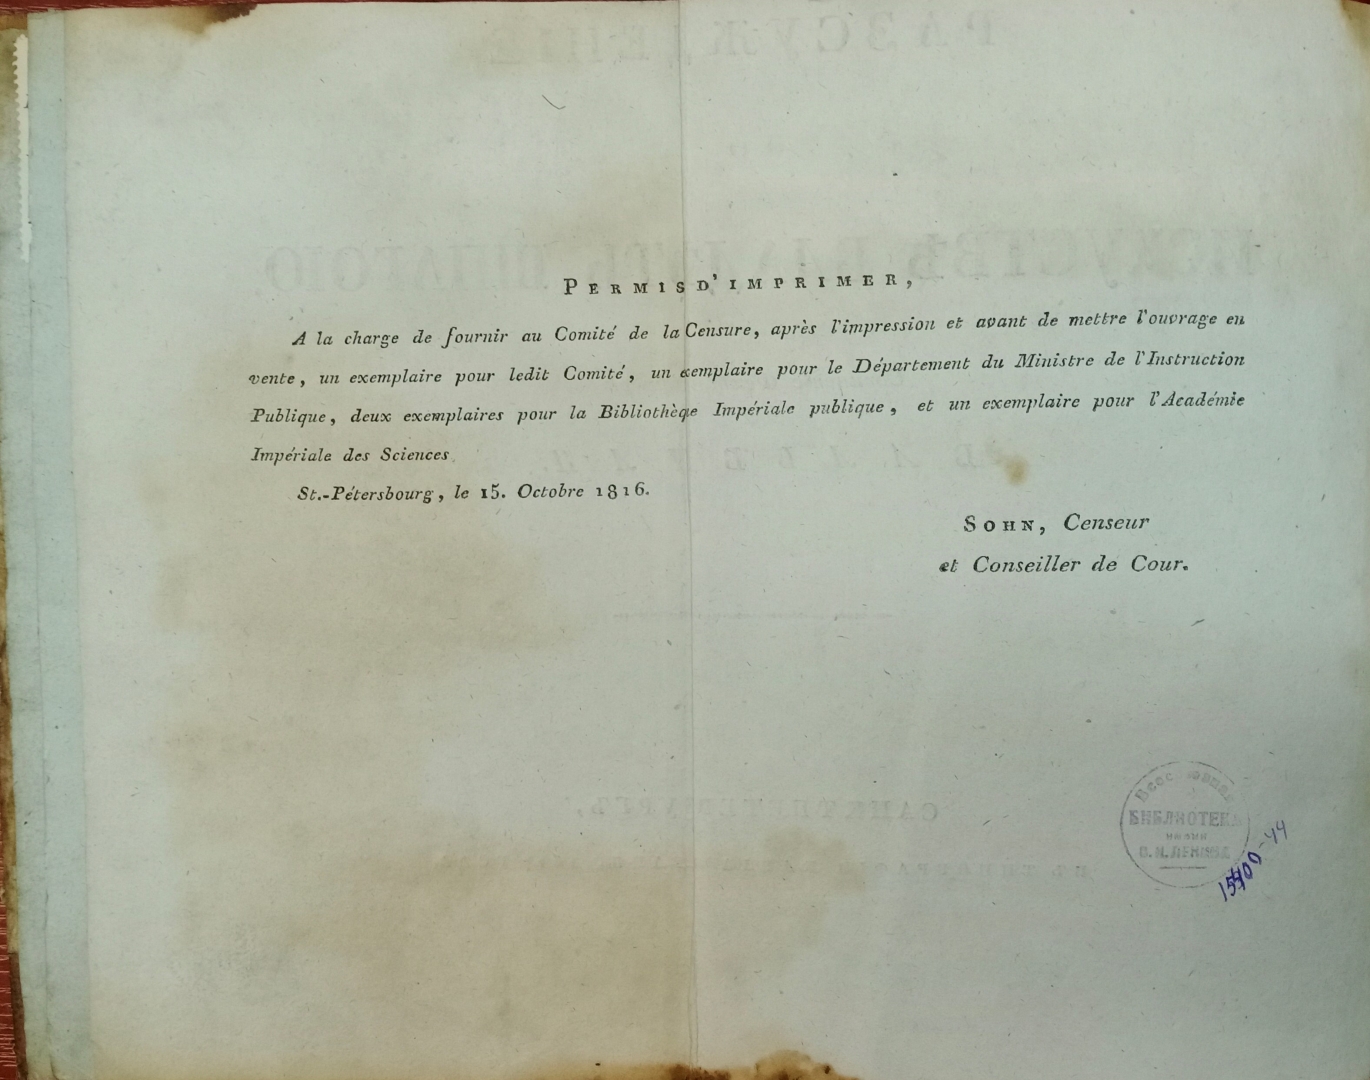 PERMIS D'IMPRIMER,
A la charge de fournir au Comité de la Censure, après l'impression et avant de mettre l'ouvrage en
vente, un exemplaire pour ledit Comité, un exemplaire pour le Département du Ministre de l'Instruction
Publique, deux exemplaires pour la Bibliothèqe Impériale publique, et un exemplaire pour l'Académie
Impériale des Sciences.
St.-Pétersbourg, le 15. Octobre 1816.
SOHN, Censeur
et Conseiller de Cour.
БИБЛИОТЕКА
имени
В. И. ЛЕНИНА